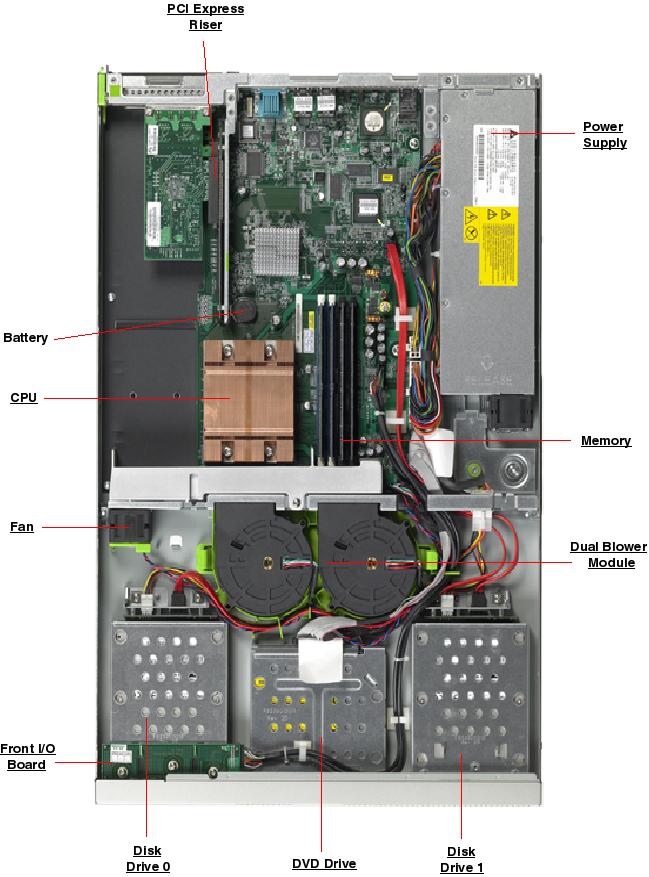 PCI Express
Riser
Power
Supply
Battery
CPU
Memory
Fan
Dual Blower
Module
Front I/O
Board
Disk
Drive 0
DVD Drive
Disk
Drive 1
RELEASE